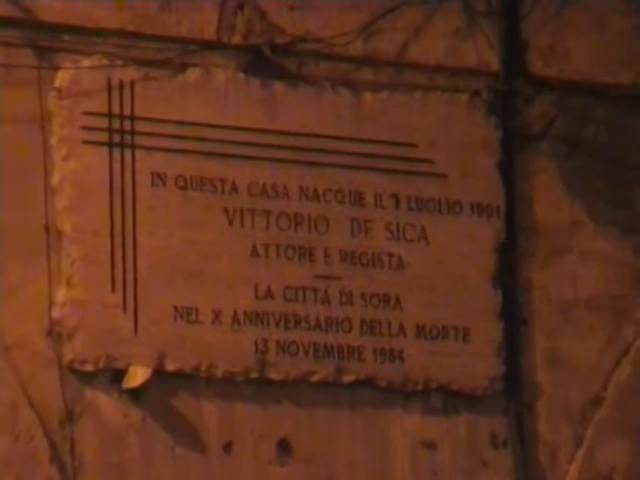 IN QUESTA CASA NACQUE IL 7 LUGLIO 1901
VITTORIO DE SICA
ATTORE E REGISTA
LA CITTÀ DI SORA
NEL X ANNIVERSARIO DELLA MORTE
13 NOVEMBRE 1984